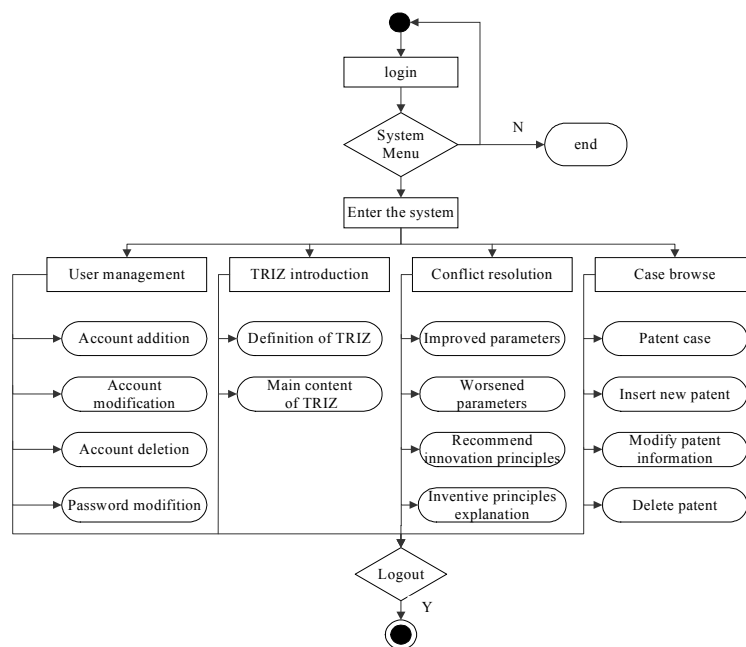 login
System
Menu
N
end
Enter the system
User management
TRIZ introduction
Conflict resolution
Case browse
Account addition
Definition of TRIZ
Improved parameters
Patent case
Account
modification
Main content
of TRIZ
Worsened
parameters
Insert new patent
Account deletion
Recommend
innovation principles
Modify patent
information
Password modifition
Inventive principles
explanation
Delete patent
Logout
Y